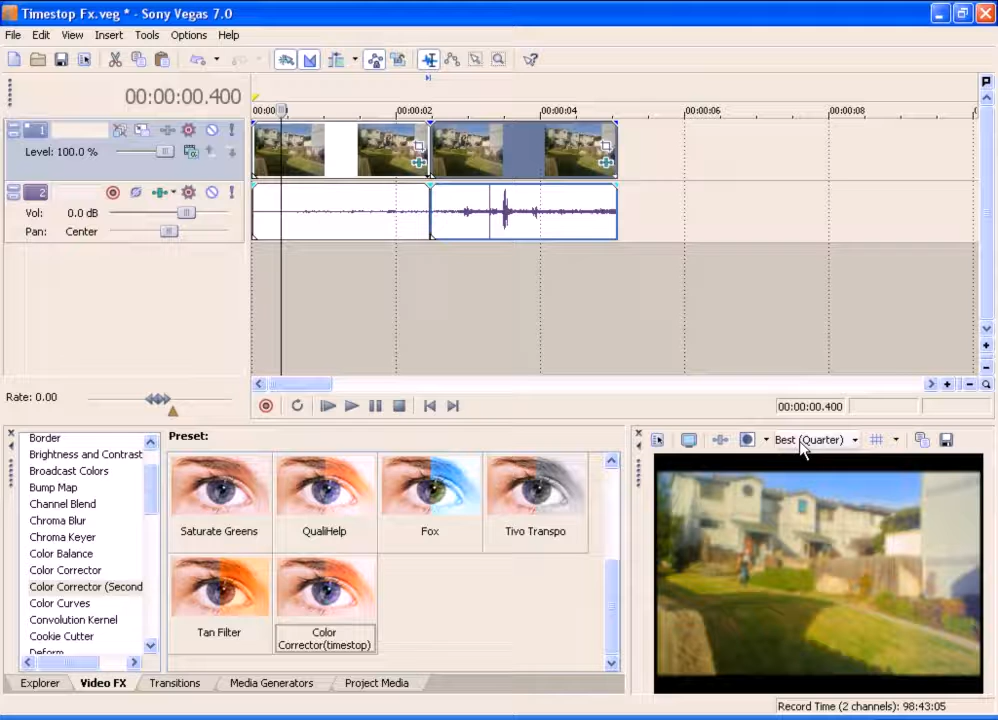 Timestop Fx.veg * - Sony Vegas 7.0
File Edit View Insert Tools Options Help
00:00:00.400
00:00:02 00:00:04 00:00:06 00:00:08
1
Level: 100.0 %
2
Vol: 0.0 dB
Pan: Center
Rate: 0.00
00:00:00.400
Border
Brightness and Contrast
Broadcast Colors
Bump Map
Channel Blend
Chroma Blur
Chroma Keyer
Color Balance
Color Corrector
Color Corrector (Second
Color Curves
Convolution Kernel
Cookie Cutter
Deform
Preset:
Saturate Greens QualiHelp Fox Tivo Transpo
Tan Filter Color
Corrector(timestop)
Best (Quarter)
Explorer Video FX Transitions Media Generators Project Media
Record Time (2 channels): 98:43:05